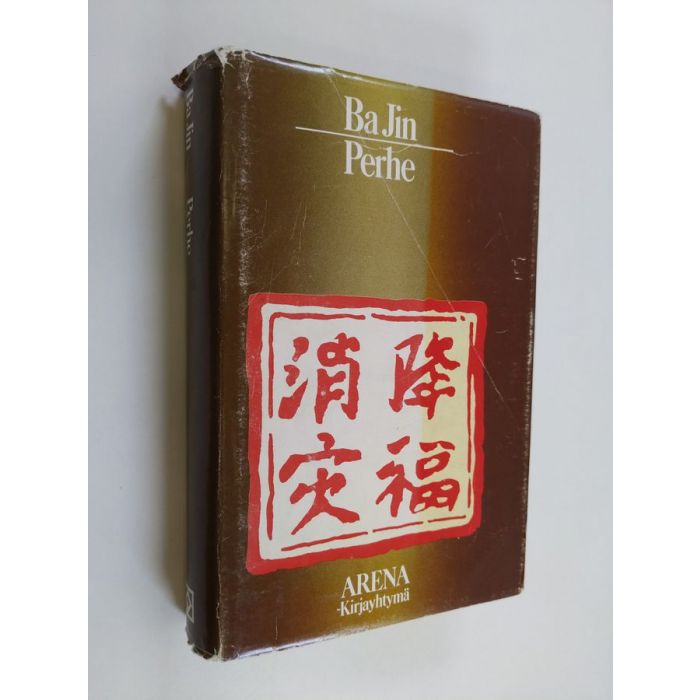 Ba Jin
Perhe
消降
灾福
ARENA
-Kirjayhtymä
Ba Jin
Perhe